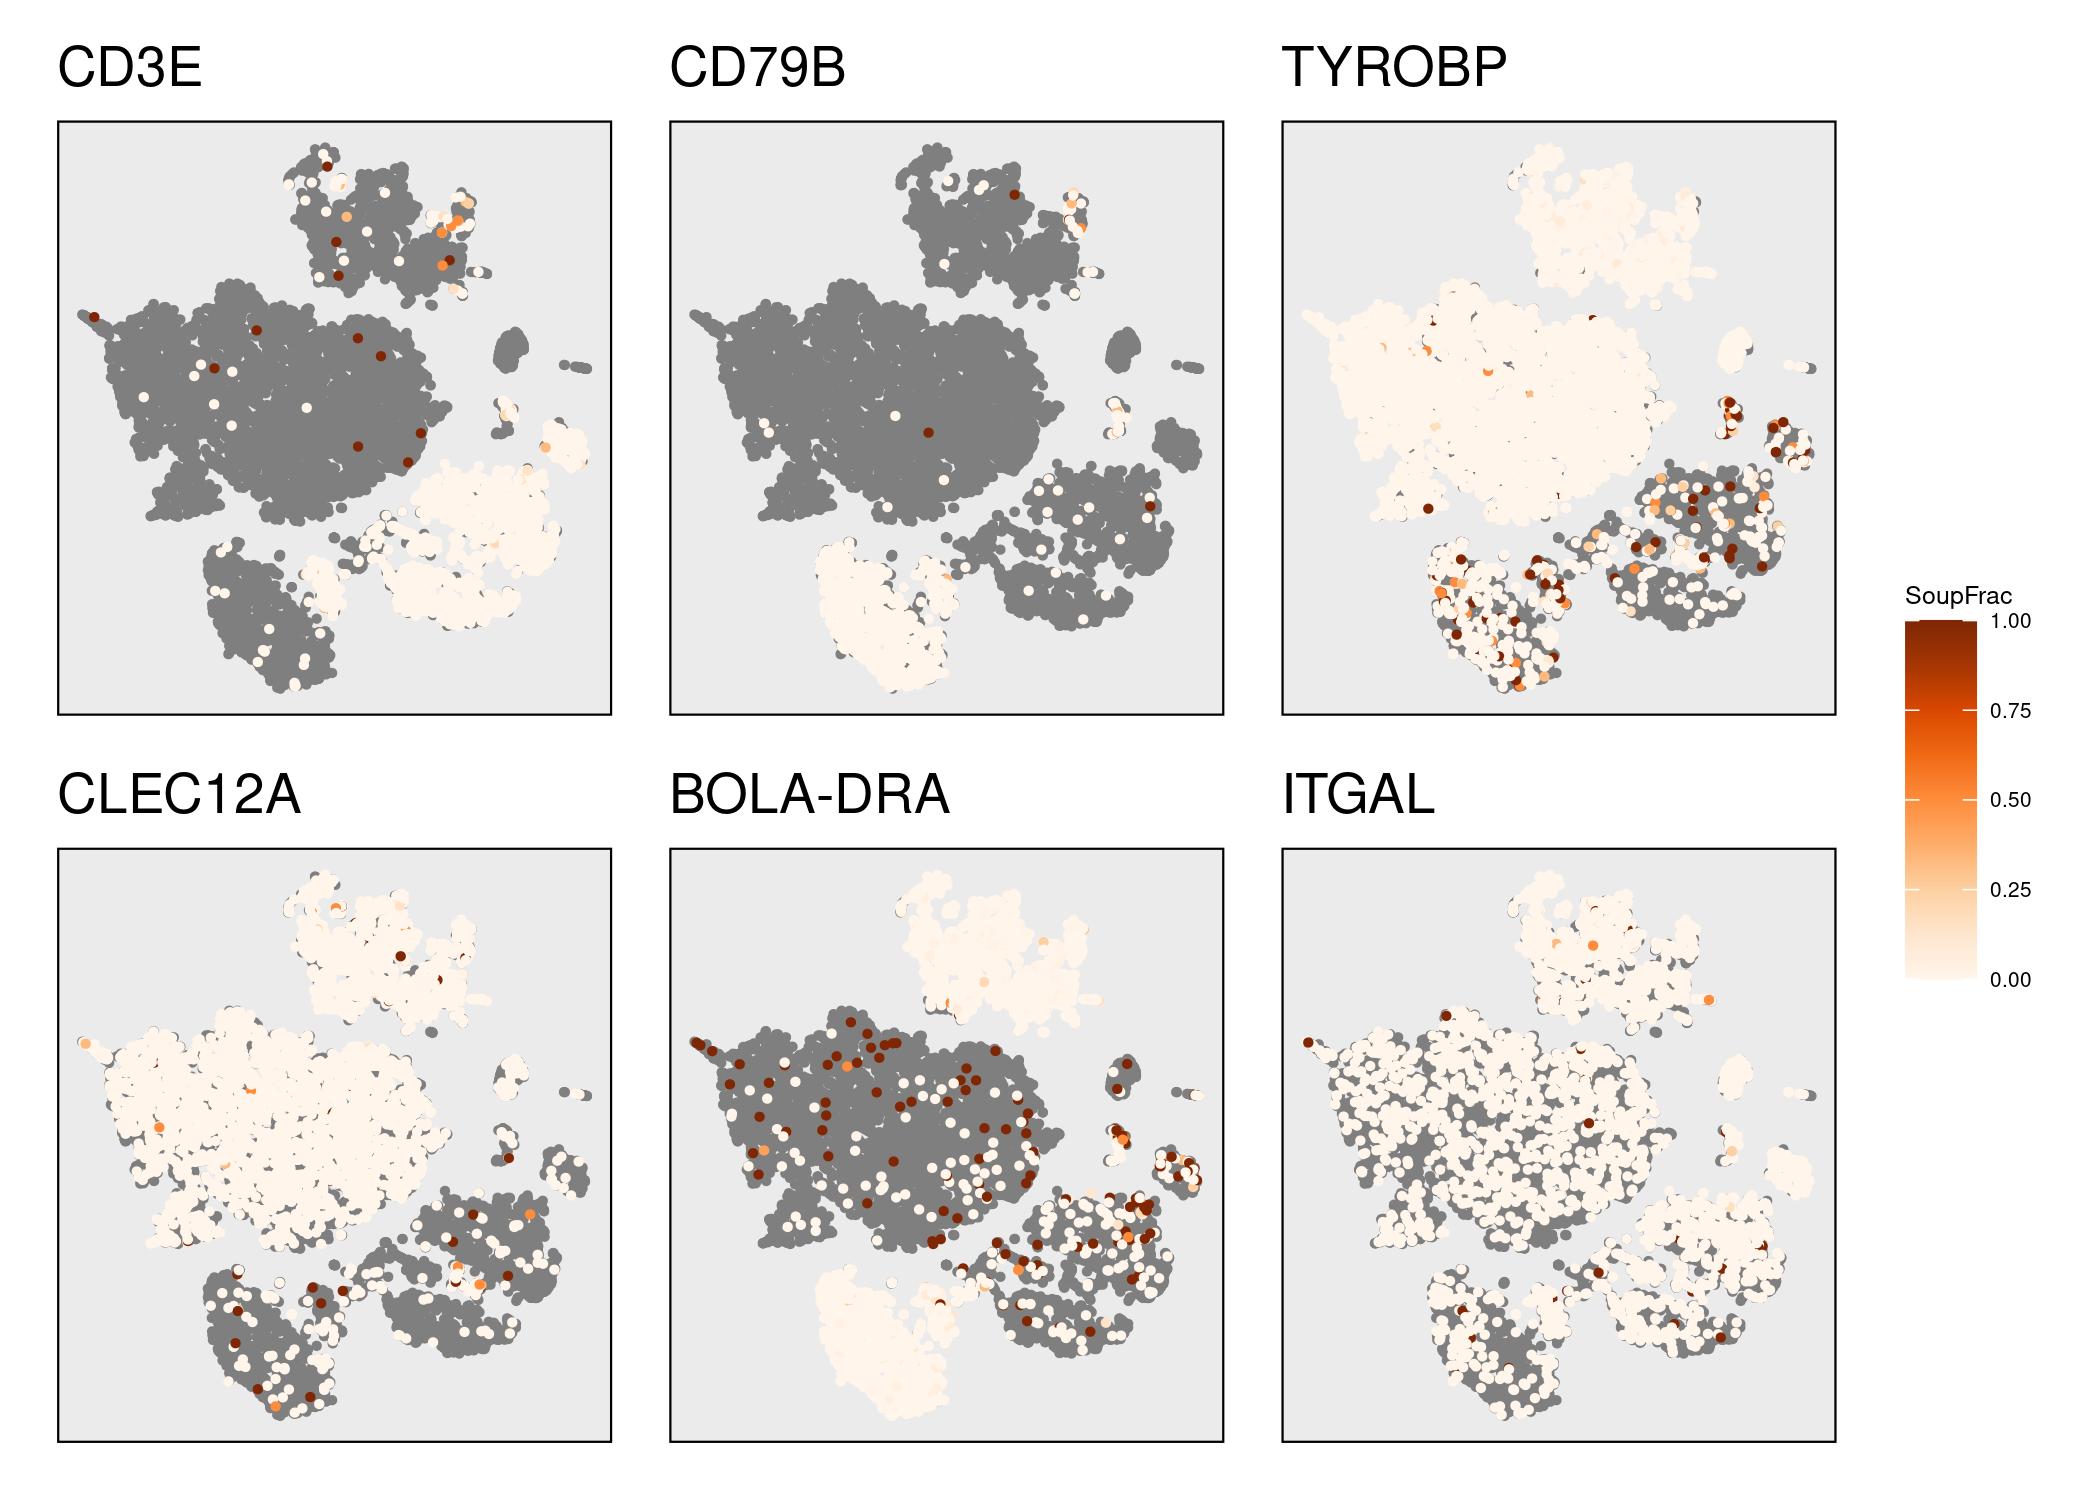 CD3E
CD79B
TYROBP
CLEC12A
BOLA-DRA
ITGAL
SoupFrac
1.00
0.75
0.50
0.25
0.00